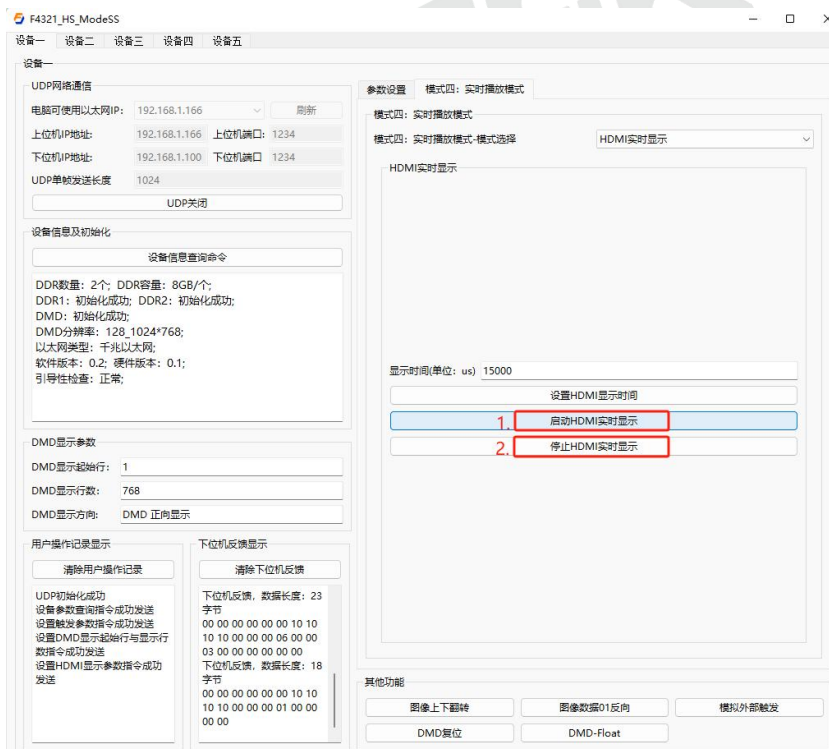 F4321_HS_ModeSS
设备一 设备二 设备三 设备四 设备五
设备一
UDP网络通信
电脑可使用以太网IP: 192.168.1.166 刷新
上位机IP地址: 192.168.1.166 上位机端口: 1234
下位机IP地址: 192.168.1.100 下位机端口 1234
UDP单帧发送长度 1024
UDP关闭
设备信息及初始化
设备信息查询命令
DDR数量：2个; DDR容量：8GB/个;
DDR1：初始化成功; DDR2：初始化成功;
DMD：初始化成功;
DMD分辨率：128_1024*768;
以太网类型：千兆以太网;
软件版本：0.2; 硬件版本：0.1;
引导性检查：正常;
DMD显示参数
DMD显示起始行: 1
DMD显示行数: 768
DMD显示方向: DMD 正向显示
用户操作记录显示
清除用户操作记录
UDP初始化成功
设备参数查询指令成功发送
设置触发参数指令成功发送
设置DMD显示起始行与显示行
数指令成功发送
设置HDMI显示参数指令成功
发送
下位机反馈显示
清除下位机反馈
下位机反馈，数据长度：23
字节
00 00 00 00 00 00 10 10
10 10 00 00 00 06 00 00
03 00 00 00 00 00 00
下位机反馈，数据长度：18
字节
00 00 00 00 00 00 10 10
10 10 00 00 00 01 00 00
00 00
参数设置 模式四：实时播放模式
模式四：实时播放模式
模式四：实时播放模式-模式选择 HDMI实时显示
HDMI实时显示
显示时间(单位：us) 15000
设置HDMI显示时间
1. 启动HDMI实时显示
2. 停止HDMI实时显示
其他功能
图像上下翻转 图像数据01反向 模拟外部触发
DMD复位 DMD-Float